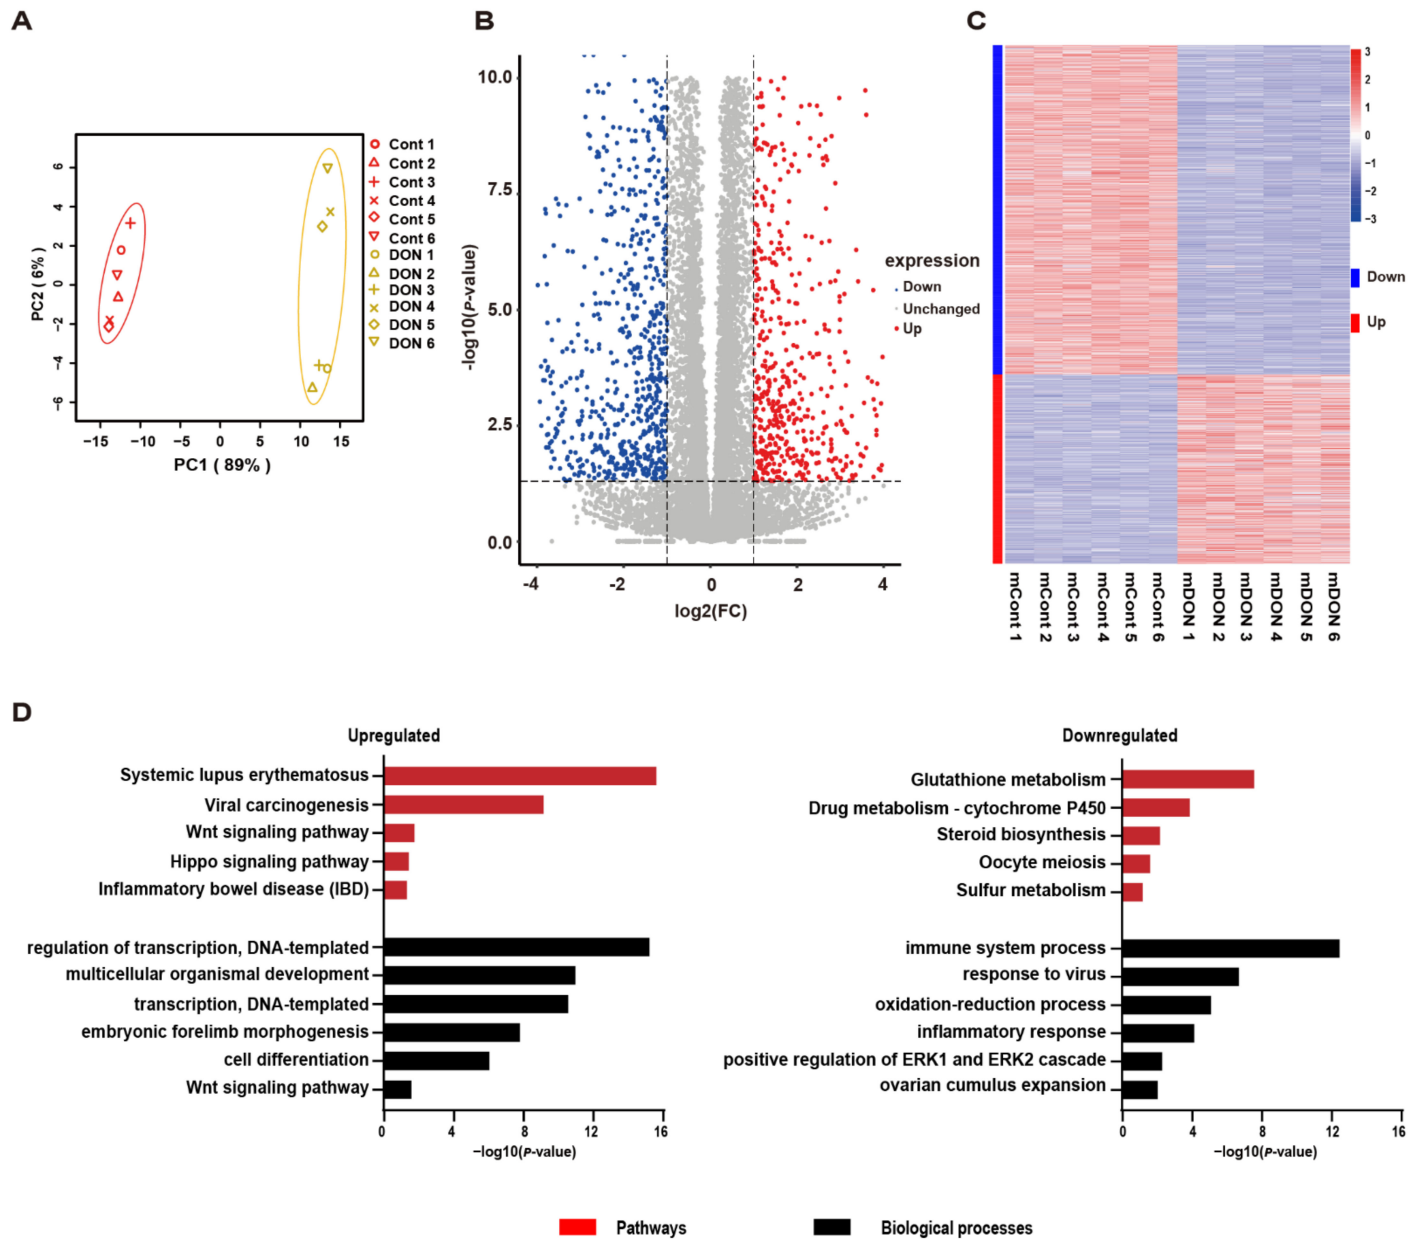 A
B
C
Cont 1
Cont 2
Cont 3
Cont 4
Cont 5
Cont 6
DON 1
DON 2
DON 3
DON 4
DON 5
DON 6
6
4
2
0
−2
−4
−6
PC2 ( 6% )
−15
−10
−5
0
5
10
15
PC1 ( 89% )
10.0
7.5
5.0
2.5
0.0
-log10(P-value)
-4
-2
0
2
4
log2(FC)
expression
Down
Unchanged
Up
3
2
1
0
−1
−2
−3
Down
Up
mCont 1
mCont 2
mCont 3
mCont 4
mCont 5
mCont 6
mDON 1
mDON 2
mDON 3
mDON 4
mDON 5
mDON 6
D
Upregulated
Systemic lupus erythematosus
Viral carcinogenesis
Wnt signaling pathway
Hippo signaling pathway
Inflammatory bowel disease (IBD)
regulation of transcription, DNA-templated
multicellular organismal development
transcription, DNA-templated
embryonic forelimb morphogenesis
cell differentiation
Wnt signaling pathway
0
4
8
12
16
−log10(P-value)
Downregulated
Glutathione metabolism
Drug metabolism - cytochrome P450
Steroid biosynthesis
Oocyte meiosis
Sulfur metabolism
immune system process
response to virus
oxidation-reduction process
inflammatory response
positive regulation of ERK1 and ERK2 cascade
ovarian cumulus expansion
0
4
8
12
16
−log10(P-value)
Pathways
Biological processes